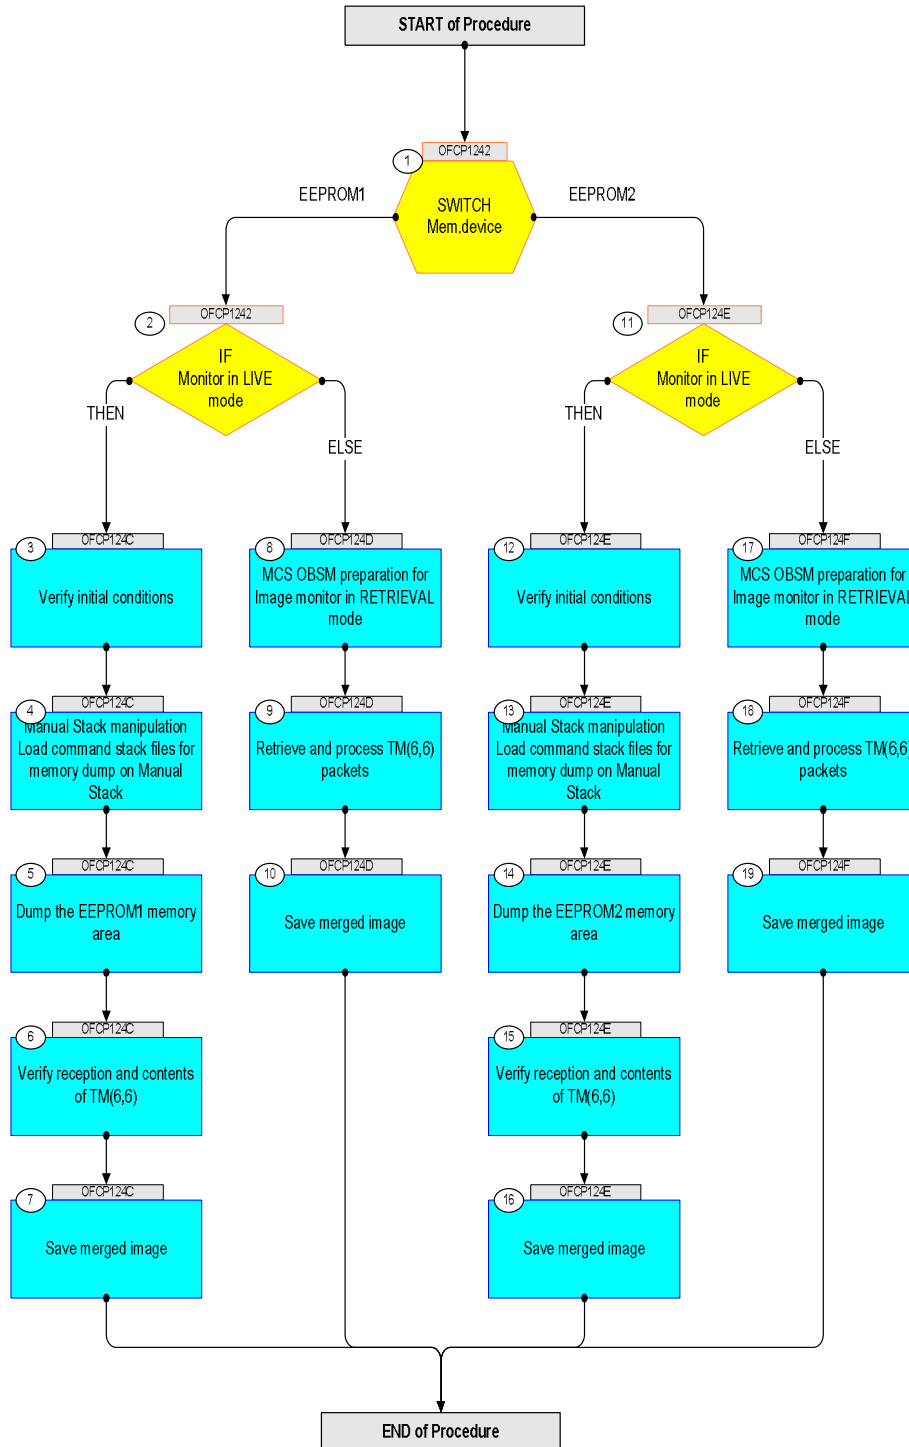 START of Procedure
OFCP1242
1
EEPROM1
EEPROM2
SWITCH
Mem.device
OFCP1242
2
IF
Monitor in LIVE
mode
THEN
ELSE
OFCP124E
11
IF
Monitor in LIVE
mode
THEN
ELSE
OFCP124C
3
Verify initial conditions
OFCP124C
4
Manual Stack manipulation
Load command stack files for
memory dump on Manual
Stack
OFCP124C
5
Dump the EEPROM1 memory
area
OFCP124C
6
Verify reception and contents
of TM(6,6)
OFCP124C
7
Save merged image
OFCP124D
8
MCS OBSM preparation for
Image monitor in RETRIEVAL
mode
OFCP124D
9
Retrieve and process TM(6,6)
packets
OFCP124D
10
Save merged image
OFCP124E
12
Verify initial conditions
OFCP124E
13
Manual Stack manipulation
Load command stack files for
memory dump on Manual
Stack
OFCP124E
14
Dump the EEPROM2 memory
area
OFCP124E
15
Verify reception and contents
of TM(6,6)
OFCP124E
16
Save merged image
OFCP124F
17
MCS OBSM preparation for
Image monitor in RETRIEVAL
mode
OFCP124F
18
Retrieve and process TM(6,6)
packets
OFCP124F
19
Save merged image
END of Procedure